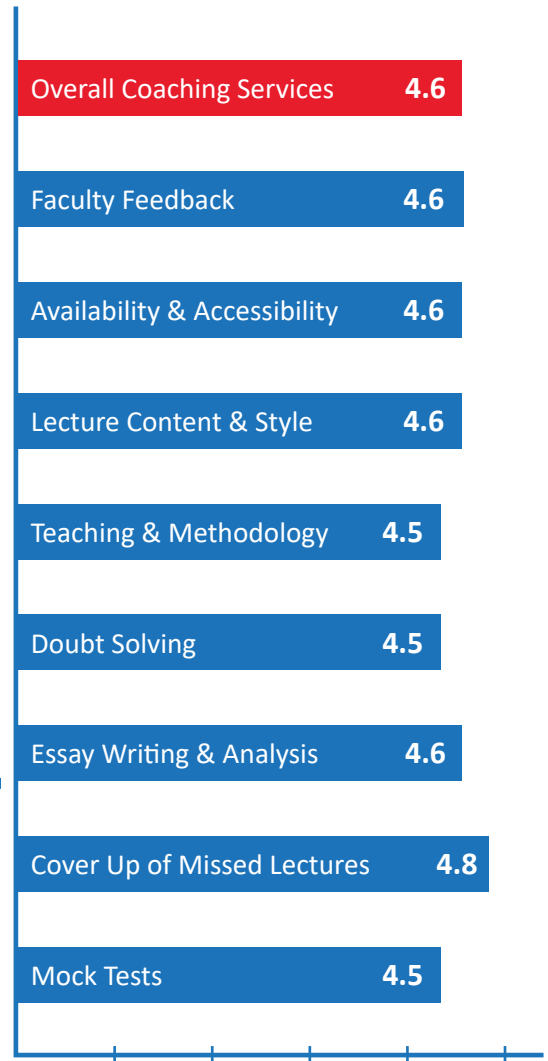 Overall Coaching Services 4.6
Faculty Feedback 4.6
Availability & Accessibility 4.6
Lecture Content & Style 4.6
Teaching & Methodology 4.5
Doubt Solving 4.5
Essay Writing & Analysis 4.6
Cover Up of Missed Lectures 4.8
Mock Tests 4.5